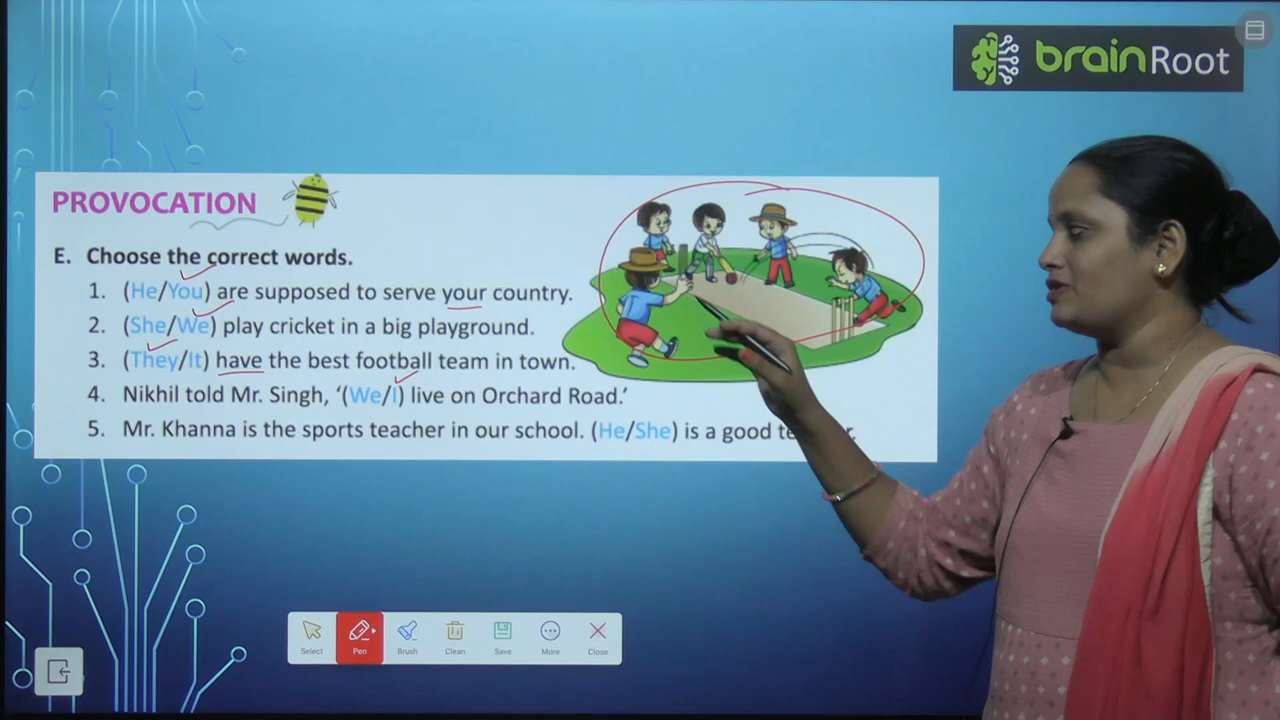 brainRoot
PROVOCATION
E. Choose the correct words.
1. (He/You) are supposed to serve your country.
2. (She/We) play cricket in a big playground.
3. (They/It) have the best football team in town.
4. Nikhil told Mr. Singh, ‘(We/I) live on Orchard Road.’
5. Mr. Khanna is the sports teacher in our school. (He/She) is a good
Select Pen Brush Clean Save More Close